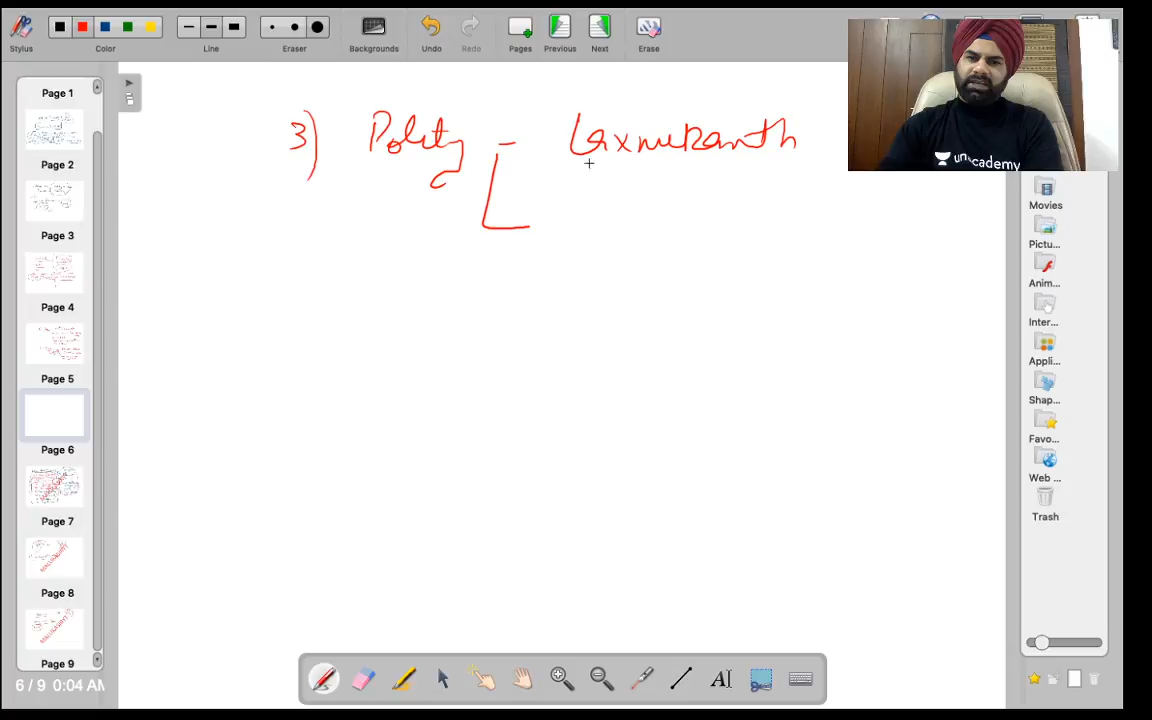 Stylus
Color
Line
Eraser
Backgrounds
Undo
Redo
Pages
Previous
Next
Erase
Page 1
Page 2
Page 3
Page 4
Page 5
Page 6
Page 7
Page 8
Page 9
6 / 9 0:04 AM
3) Polity - Laxmikanth
unacademy
Movies
Pictu...
Anim...
Inter...
Appli...
Shap...
Favo...
Web ...
Trash